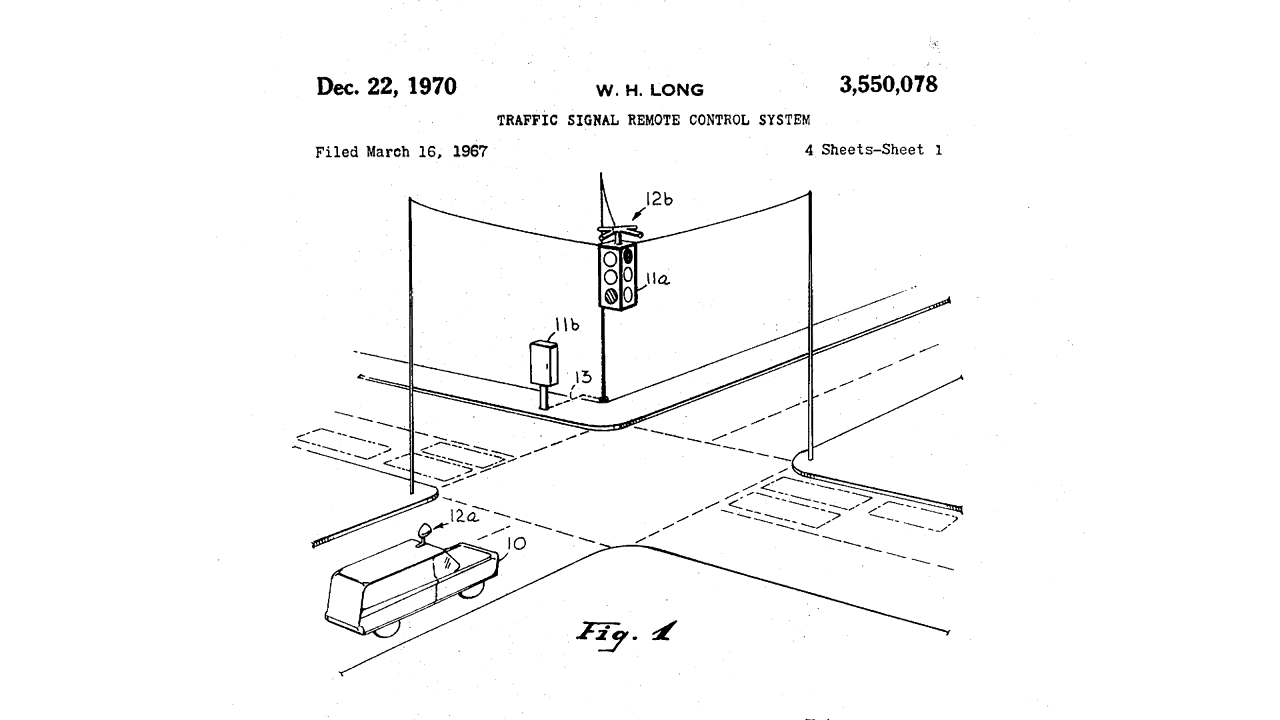 Dec. 22, 1970 W. H. LONG 3,550,078
TRAFFIC SIGNAL REMOTE CONTROL SYSTEM
Filed March 16, 1967 4 Sheets-Sheet 1
12b
11a
11b
13
12a
10
Fig. 1